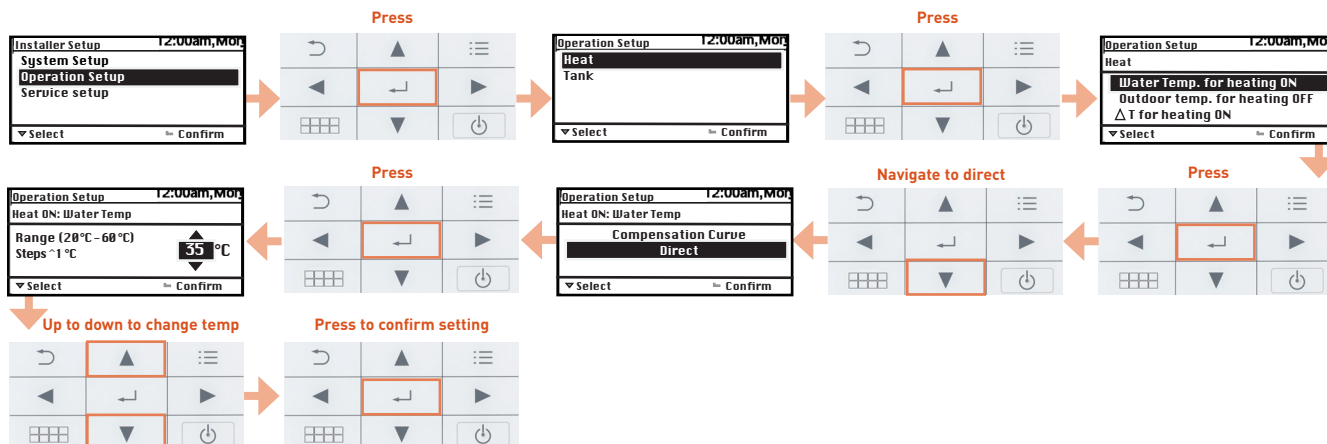 Press
Press
Installer Setup 12:00am,Mon
System Setup
Operation Setup
Service setup
▼Select Confirm
Operation Setup 12:00am,Mon
Heat
Tank
▼Select Confirm
Operation Setup 12:00am,Mo
Heat
Water Temp. for heating ON
Outdoor temp. for heating OFF
△T for heating ON
▼Select Confirm
Press
Navigate to direct
Press
Operation Setup 12:00am,Mon
Heat ON: Water Temp
Range (20°C-60°C)
Steps ^1°C
35 °C
▼Select Confirm
Operation Setup 12:00am,Mon
Heat ON: Water Temp
Compensation Curve
Direct
▼Select Confirm
Up to down to change temp
Press to confirm setting